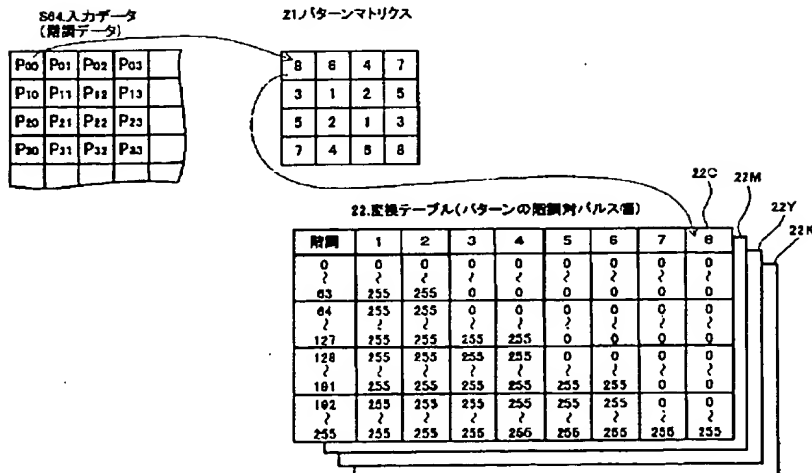 S64.入力データ
(階調データ)
P00 P01 P02 P03
P10 P11 P12 P13
P20 P21 P22 P23
P30 P31 P32 P33
21.パターンマトリクス
8 6 4 7
3 1 2 5
5 2 1 3
7 4 6 8
22C 22M 22Y 22K
22.変換テーブル(パターンの階調対パルス幅)
階調 1 2 3 4 5 6 7 8
0 0 0 0 0 0 0 0 0
~ ~ ~ ~ ~ ~ ~ ~ ~
63 255 255 0 0 0 0 0 0
64 255 255 0 0 0 0 0 0
~ ~ ~ ~ ~ ~ ~ ~ ~
127 255 255 255 255 0 0 0 0
128 255 255 255 255 0 0 0 0
~ ~ ~ ~ ~ ~ ~ ~ ~
191 255 255 255 255 255 255 0 0
192 255 255 255 255 255 255 0 0
~ ~ ~ ~ ~ ~ ~ ~ ~
255 255 255 255 255 255 255 255 255